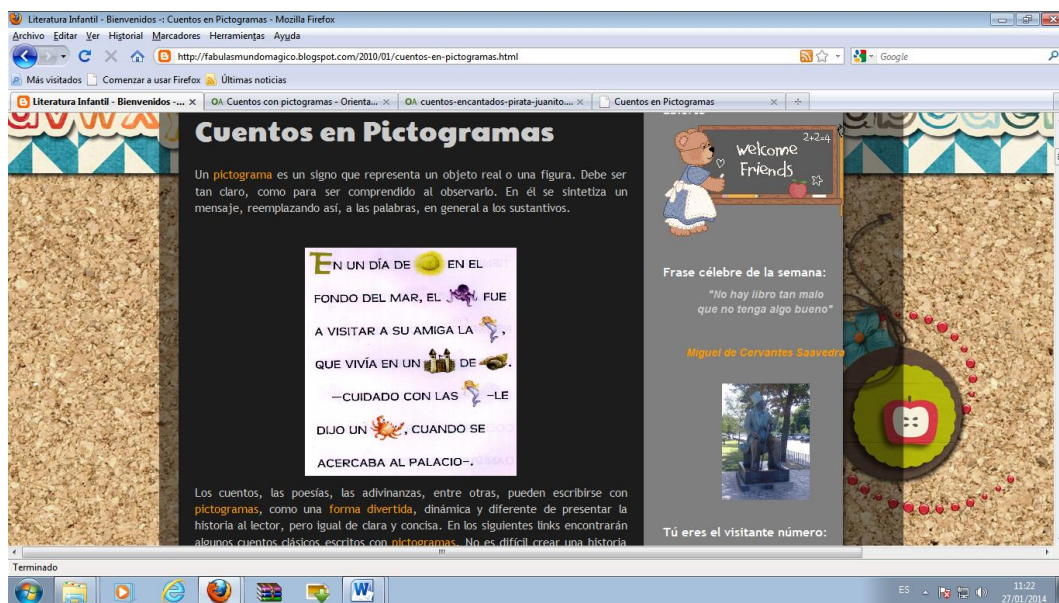 Literatura Infantil - Bienvenidos -: Cuentos en Pictogramas - Mozilla Firefox
Archivo Editar Ver Historial Marcadores Herramientas Ayuda
http://fabulasmundomagico.blogspot.com/2010/01/cuentos-en-pictogramas.html
Google
Más visitados Comenzar a usar Firefox Últimas noticias
Literatura Infantil - Bienvenidos -... OA Cuentos con pictogramas - Orienta... OA cuentos-encantados-pirata-juanito.... Cuentos en Pictogramas
Cuentos en Pictogramas
Un pictograma es un signo que representa un objeto real o una figura. Debe ser
tan claro, como para ser comprendido al observarlo. En él se sintetiza un
mensaje, reemplazando así, a las palabras, en general a los sustantivos.
EN UN DÍA DE EN EL
FONDO DEL MAR, EL FUE
A VISITAR A SU AMIGA LA ,
QUE VIVÍA EN UN DE .
—CUIDADO CON LAS —LE
DIJO UN , CUANDO SE
ACERCABA AL PALACIO—.
Los cuentos, las poesías, las adivinanzas, entre otras, pueden escribirse con
pictogramas, como una forma divertida, dinámica y diferente de presentar la
historia al lector, pero igual de clara y concisa. En los siguientes links encontrarán
algunos cuentos clásicos escritos con pictogramas. No es difícil crear una historia
welcome
Friends
2+2=4
Frase célebre de la semana:
"No hay libro tan malo
que no tenga algo bueno"
Miguel de Cervantes Saavedra
Tú eres el visitante número:
Terminado
ES
11:22
27/01/2014